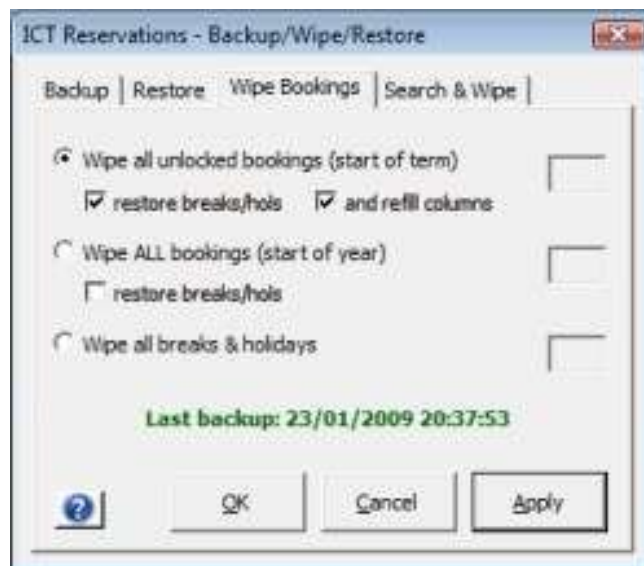 ICT Reservations - Backup/Wipe/Restore
Backup Restore Wipe Bookings Search & Wipe
Wipe all unlocked bookings (start of term)
restore breaks/hols and refill columns
Wipe ALL bookings (start of year)
restore breaks/hols
Wipe all breaks & holidays
Last backup: 23/01/2009 20:37:53
? OK Cancel Apply